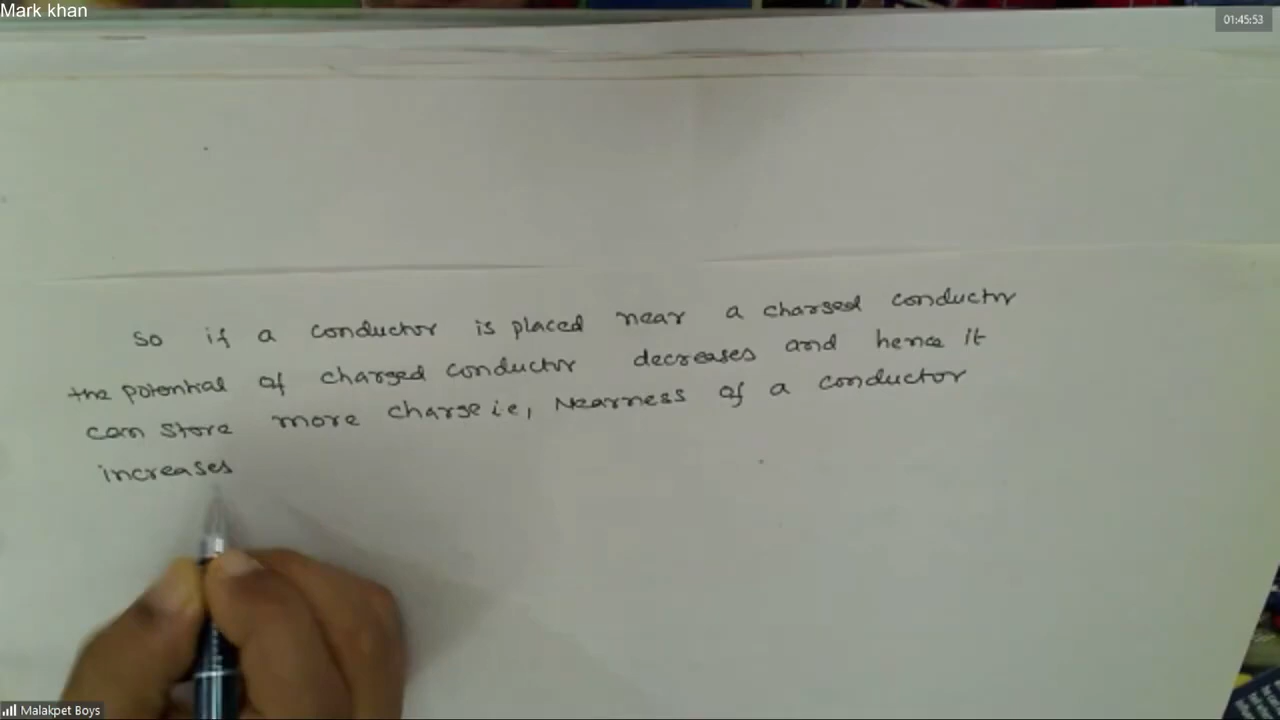 Mark khan
01:45:53
So if a conductor is placed near a charged conductor
the potential of charged conductor decreases and hence it
can store more charge ie, Nearness of a conductor
increases
Malakpet Boys